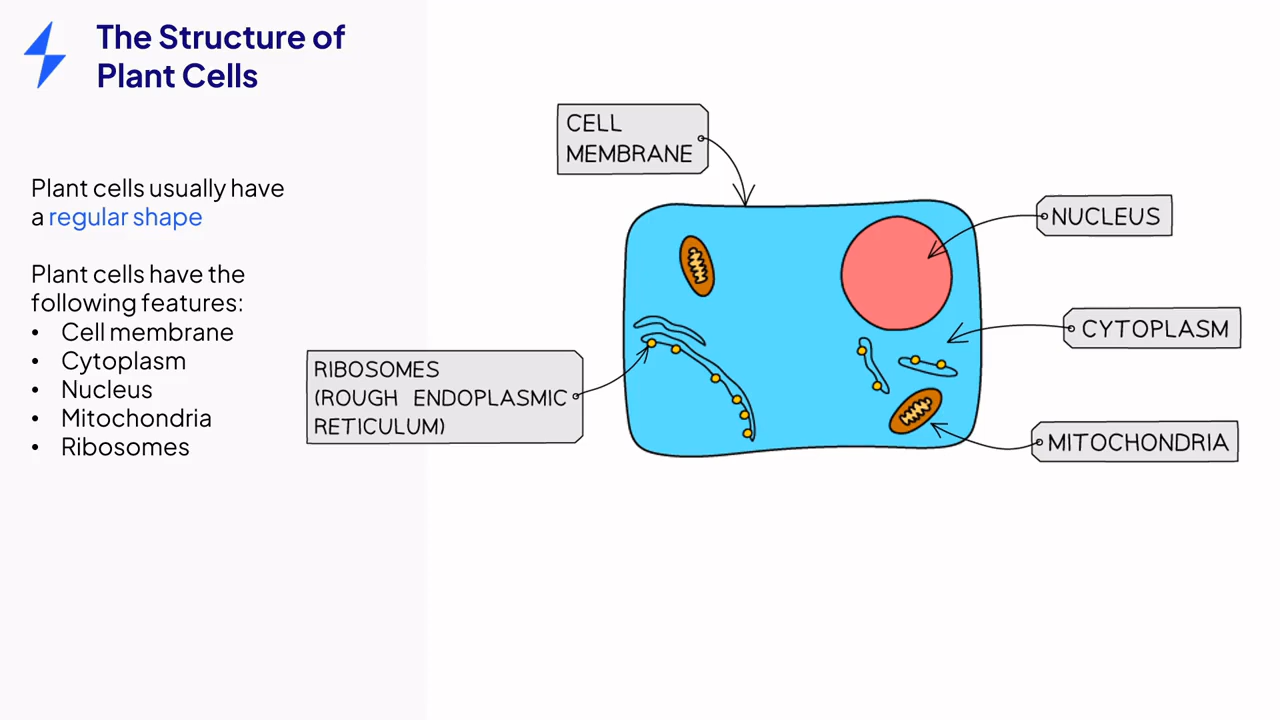 The Structure of
Plant Cells
Plant cells usually have
a regular shape
Plant cells have the
following features:
• Cell membrane
• Cytoplasm
• Nucleus
• Mitochondria
• Ribosomes
CELL
MEMBRANE
NUCLEUS
CYTOPLASM
RIBOSOMES
(ROUGH ENDOPLASMIC
RETICULUM)
MITOCHONDRIA